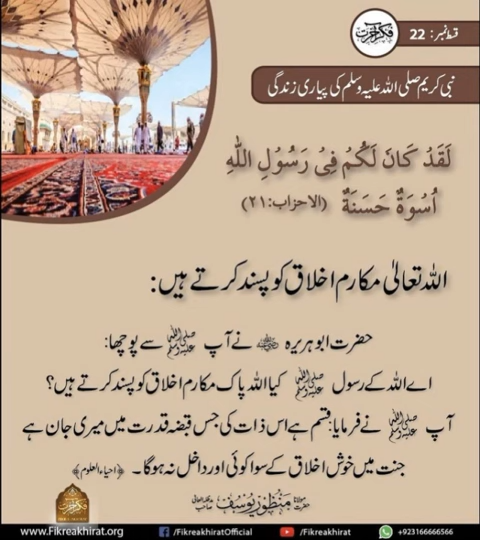 قسط نمبر: 22
فکر آخرت
نبی کریم صلی اللہ علیہ وسلم کی پیاری زندگی
لَقَدْ كَانَ لَكُمْ فِیْ رَسُوْلِ اللّٰهِ
اُسْوَةٌ حَسَنَةٌ (الاحزاب:۲۱)
اللہ تعالیٰ مکارم اخلاق کو پسند کرتے ہیں:
حضرت ابو ہریرہ رضی اللہ عنہ نے آپ صلی اللہ علیہ وسلم سے پوچھا:
اے اللہ کے رسول صلی اللہ علیہ وسلم کیا اللہ پاک مکارم اخلاق کو پسند کرتے ہیں؟
آپ صلی اللہ علیہ وسلم نے فرمایا: قسم ہے اس ذات کی جس قبضہ قدرت میں میری جان ہے
جنت میں خوش اخلاق کے سوا کوئی اور داخل نہ ہوگا۔ ﴿احیاء العلوم﴾
حضرت مولانا منظور یوسف صاحب
www.Fikreakhirat.org /FikreakhiratOfficial /Fikreakhirat +923166666566